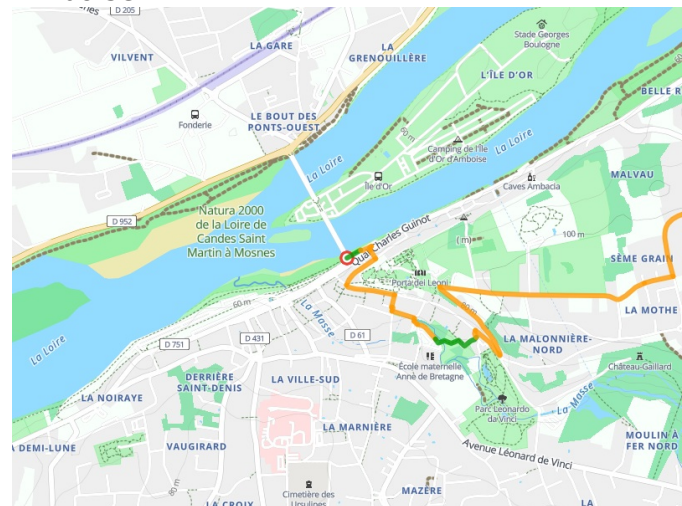 D 205
VILVENT
LA GARE
LA
GRENOUILLÈRE
Stade Georges
Boulogne
L'ÎLE D'OR
BELLE R
Fonderie
LE BOUT DES
PONTS-OUEST
60 m
La Loire
Camping de l'Île
d'Or d'Amboise
La Loire
Île d'Or
Caves Ambacia
MALVAU
D 952
Natura 2000
de la Loire de
Candes Saint
Martin à Mosnes
Quai Charles Guinot
( m)
100 m
SÈME GRAIN
Porta dei Leoni
60 m
La Masse
80 m
LA MOTHE
La Loire
D 751
D 431
D 61
LA MALONNIÈRE-
NORD
École maternelle
Anne de Bretagne
Château-Gaillard
DERRIÈRE
SAINT-DENIS
LA VILLE-SUD
LA NOIRAYE
Parc Leonardo
da Vinci
La Masse
LA MARNIÈRE
DEMI-LUNE
VAUGIRARD
Avenue Léonard de Vinci
MOULIN À
FER NORD
80 m
LA CROIX
Cimetière des
Ursulines
MAZÈRE
LA